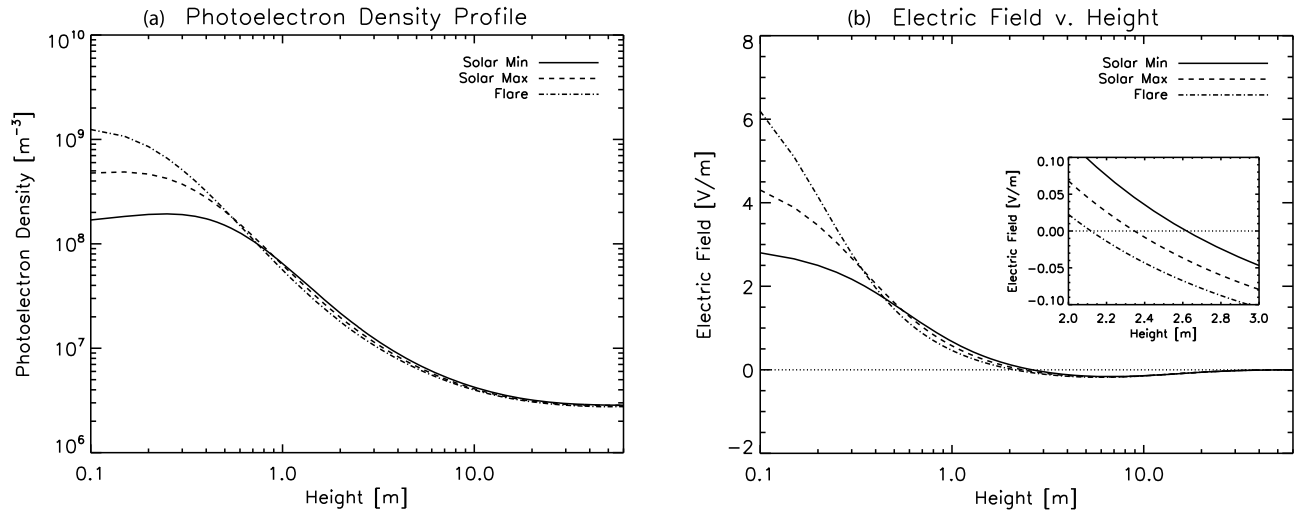 (a) Photoelectron Density Profile
10^10
10^9
10^8
10^7
10^6
Photoelectron Density [m^-3]
Solar Min
Solar Max
Flare
0.1 1.0 10.0
Height [m]
(b) Electric Field v. Height
8
6
4
2
0
−2
Electric Field [V/m]
Solar Min
Solar Max
Flare
0.10
0.05
0.00
−0.05
−0.10
Electric Field [V/m]
2.0 2.2 2.4 2.6 2.8 3.0
Height [m]
0.1 1.0 10.0
Height [m]